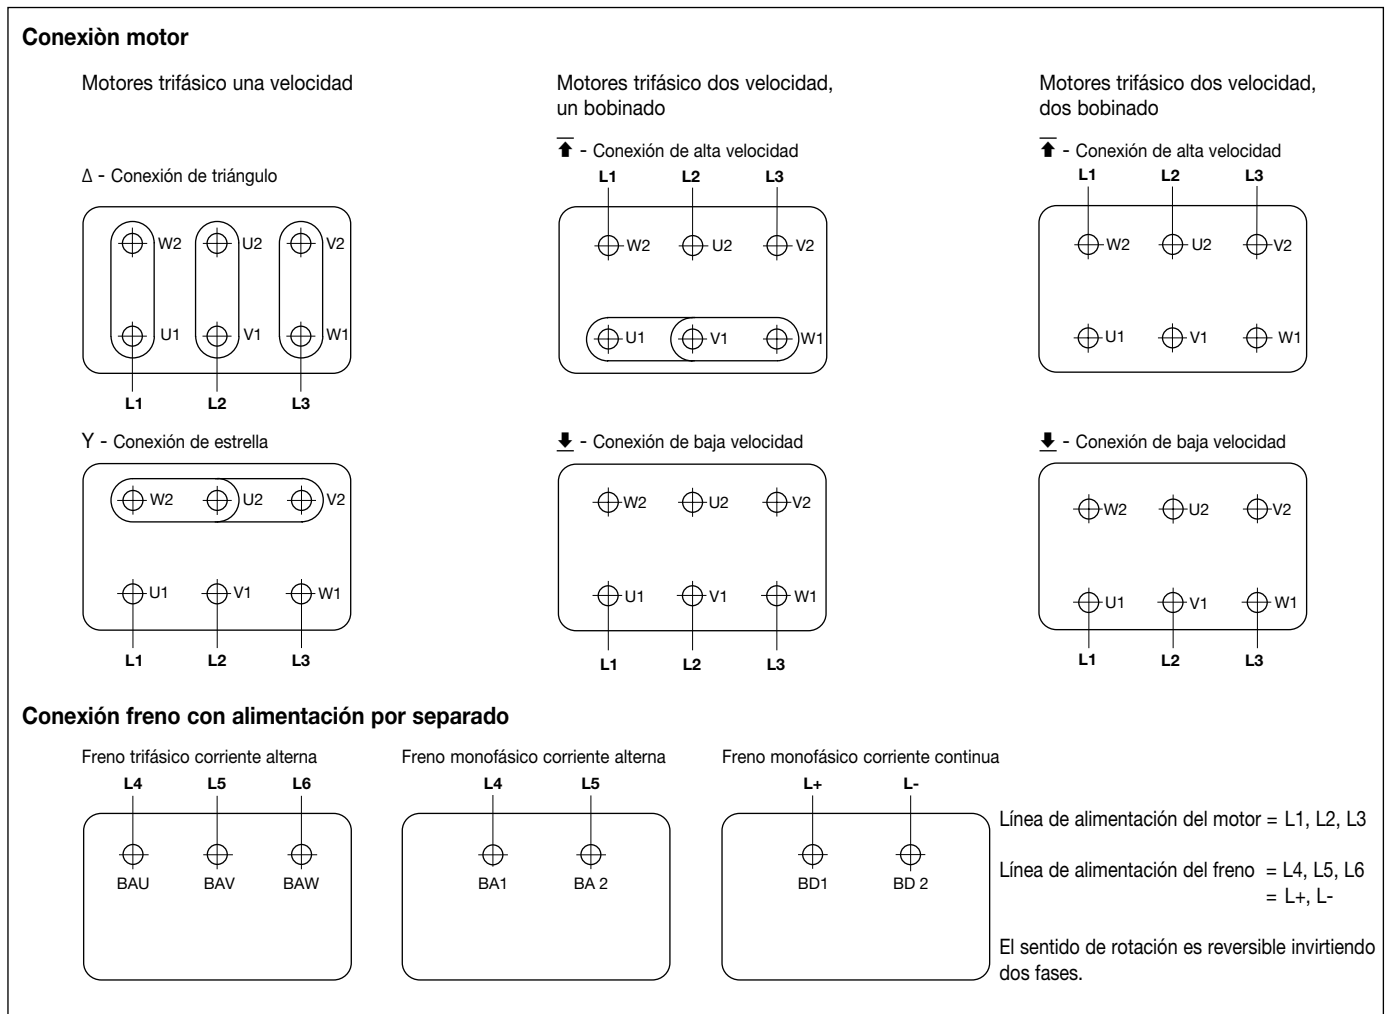 Conexiòn motor
Motores trifásico una velocidad
Δ - Conexión de triángulo
W2 U2 V2
U1 V1 W1
L1 L2 L3
Y - Conexión de estrella
W2 U2 V2
U1 V1 W1
L1 L2 L3
Motores trifásico dos velocidad,
un bobinado
- Conexión de alta velocidad
L1 L2 L3
W2 U2 V2
U1 V1 W1
- Conexión de baja velocidad
W2 U2 V2
U1 V1 W1
L1 L2 L3
Motores trifásico dos velocidad,
dos bobinado
- Conexión de alta velocidad
L1 L2 L3
W2 U2 V2
U1 V1 W1
- Conexión de baja velocidad
W2 U2 V2
U1 V1 W1
L1 L2 L3
Conexión freno con alimentación por separado
Freno trifásico corriente alterna
L4 L5 L6
BAU BAV BAW
Freno monofásico corriente alterna
L4 L5
BA1 BA 2
Freno monofásico corriente continua
L+ L-
BD1 BD 2
Línea de alimentación del motor = L1, L2, L3
Línea de alimentación del freno = L4, L5, L6
= L+, L-
El sentido de rotación es reversible invirtiendo
dos fases.